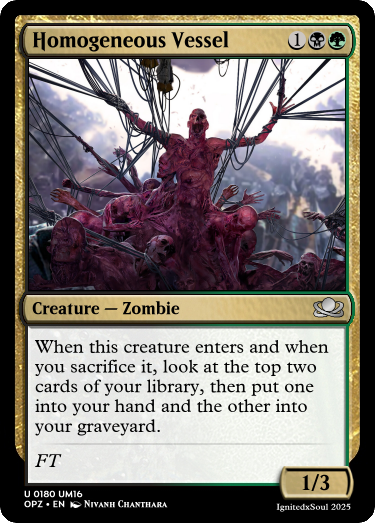 Homogeneous Vessel 1
Creature — Zombie
When this creature enters and when
you sacrifice it, look at the top two
cards of your library, then put one
into your hand and the other into
your graveyard.
FT
1/3
U 0180 UM16
OPZ • EN Nivanh Chanthara
IgnitedxSoul 2025